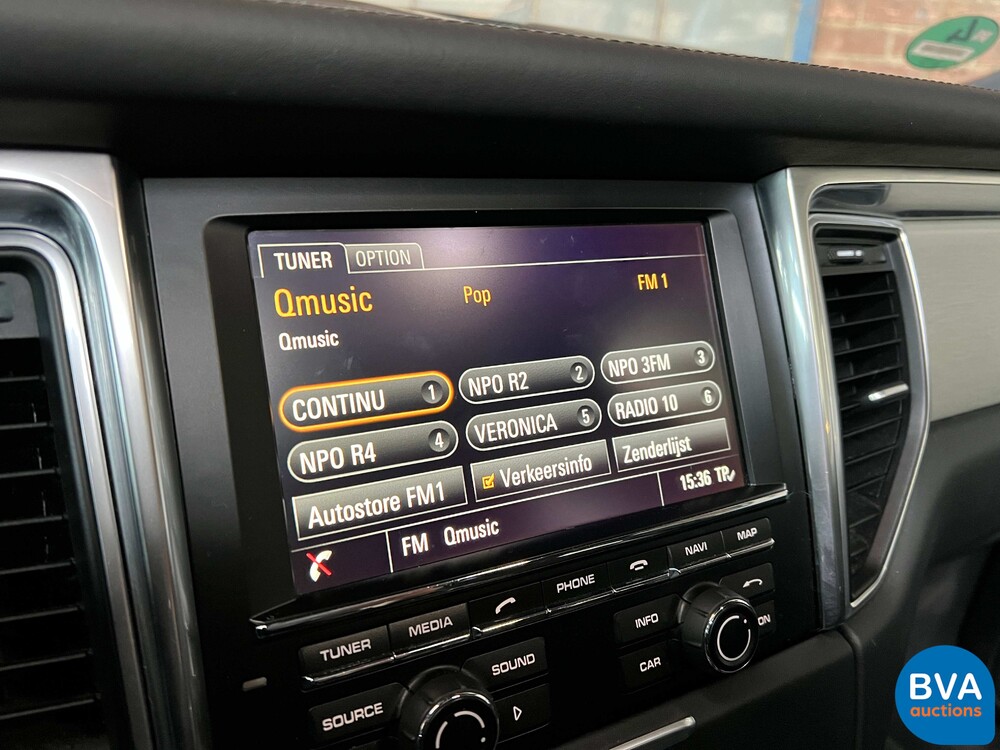 TUNER OPTION
Qmusic Pop FM 1
Qmusic
CONTINU 1 NPO R2 2 NPO 3FM 3
NPO R4 4 VERONICA 5 RADIO 10 6
Autostore FM1 Verkeersinfo Zenderlijst
FM Qmusic 15:36 TP
TUNER MEDIA PHONE NAVI MAP
SOURCE SOUND INFO CAR
BVA
auctions